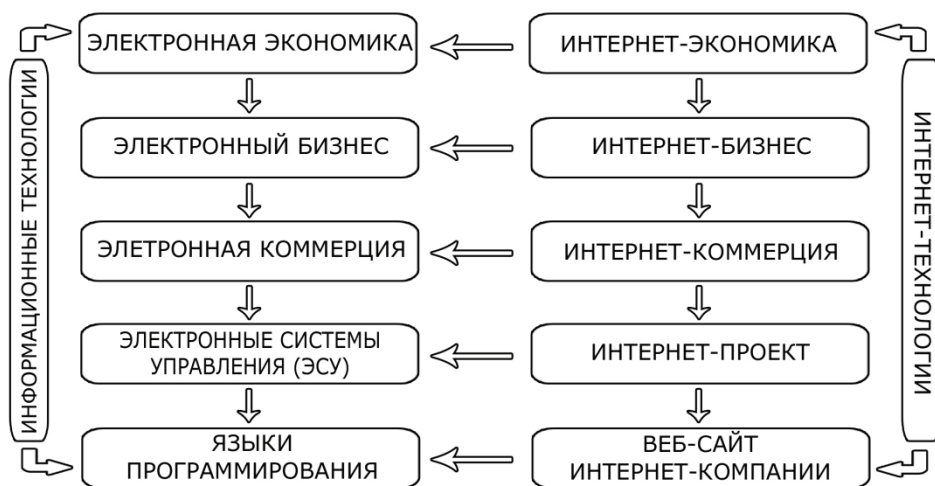 ЭЛЕКТРОННАЯ ЭКОНОМИКА
ИНТЕРНЕТ-ЭКОНОМИКА
ЭЛЕКТРОННЫЙ БИЗНЕС
ИНТЕРНЕТ-БИЗНЕС
ЭЛЕТРОННАЯ КОММЕРЦИЯ
ИНТЕРНЕТ-КОММЕРЦИЯ
ЭЛЕКТРОННЫЕ СИСТЕМЫ
УПРАВЛЕНИЯ (ЭСУ)
ИНТЕРНЕТ-ПРОЕКТ
ЯЗЫКИ
ПРОГРАММИРОВАНИЯ
ВЕБ-САЙТ
ИНТЕРНЕТ-КОМПАНИИ
ИНФОРМАЦИОННЫЕ ТЕХНОЛОГИИ
ИНТЕРНЕТ-ТЕХНОЛОГИИ